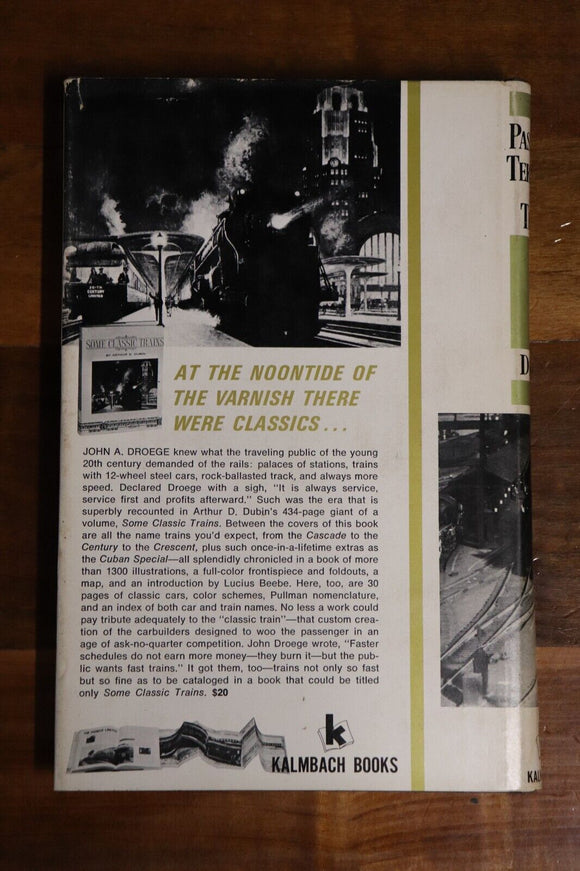 20TH
CENTURY
LIMITED
SOME CLASSIC TRAINS
BY ARTHUR D. DUBIN
AT THE NOONTIDE OF
THE VARNISH THERE
WERE CLASSICS...
JOHN A. DROEGE knew what the traveling public of the young
20th century demanded of the rails: palaces of stations, trains
with 12-wheel steel cars, rock-ballasted track, and always more
speed. Declared Droege with a sigh, "It is always service,
service first and profits afterward." Such was the era that is
superbly recounted in Arthur D. Dubin's 434-page giant of a
volume, Some Classic Trains. Between the covers of this book
are all the name trains you'd expect, from the Cascade to the
Century to the Crescent, plus such once-in-a-lifetime extras as
the Cuban Special—all splendidly chronicled in a book of more
than 1300 illustrations, a full-color frontispiece and foldouts, a
map, and an introduction by Lucius Beebe. Here, too, are 30
pages of classic cars, color schemes, Pullman nomenclature,
and an index of both car and train names. No less a work could
pay tribute adequately to the "classic train"—that custom crea-
tion of the carbuilders designed to woo the passenger in an
age of ask-no-quarter competition. John Droege wrote, "Faster
schedules do not earn more money—they burn it—but the pub-
lic wants fast trains." It got them, too—trains not only so fast
but so fine as to be cataloged in a book that could be titled
only Some Classic Trains. $20
k
KALMBACH BOOKS
PAS
TER
T
D
KA